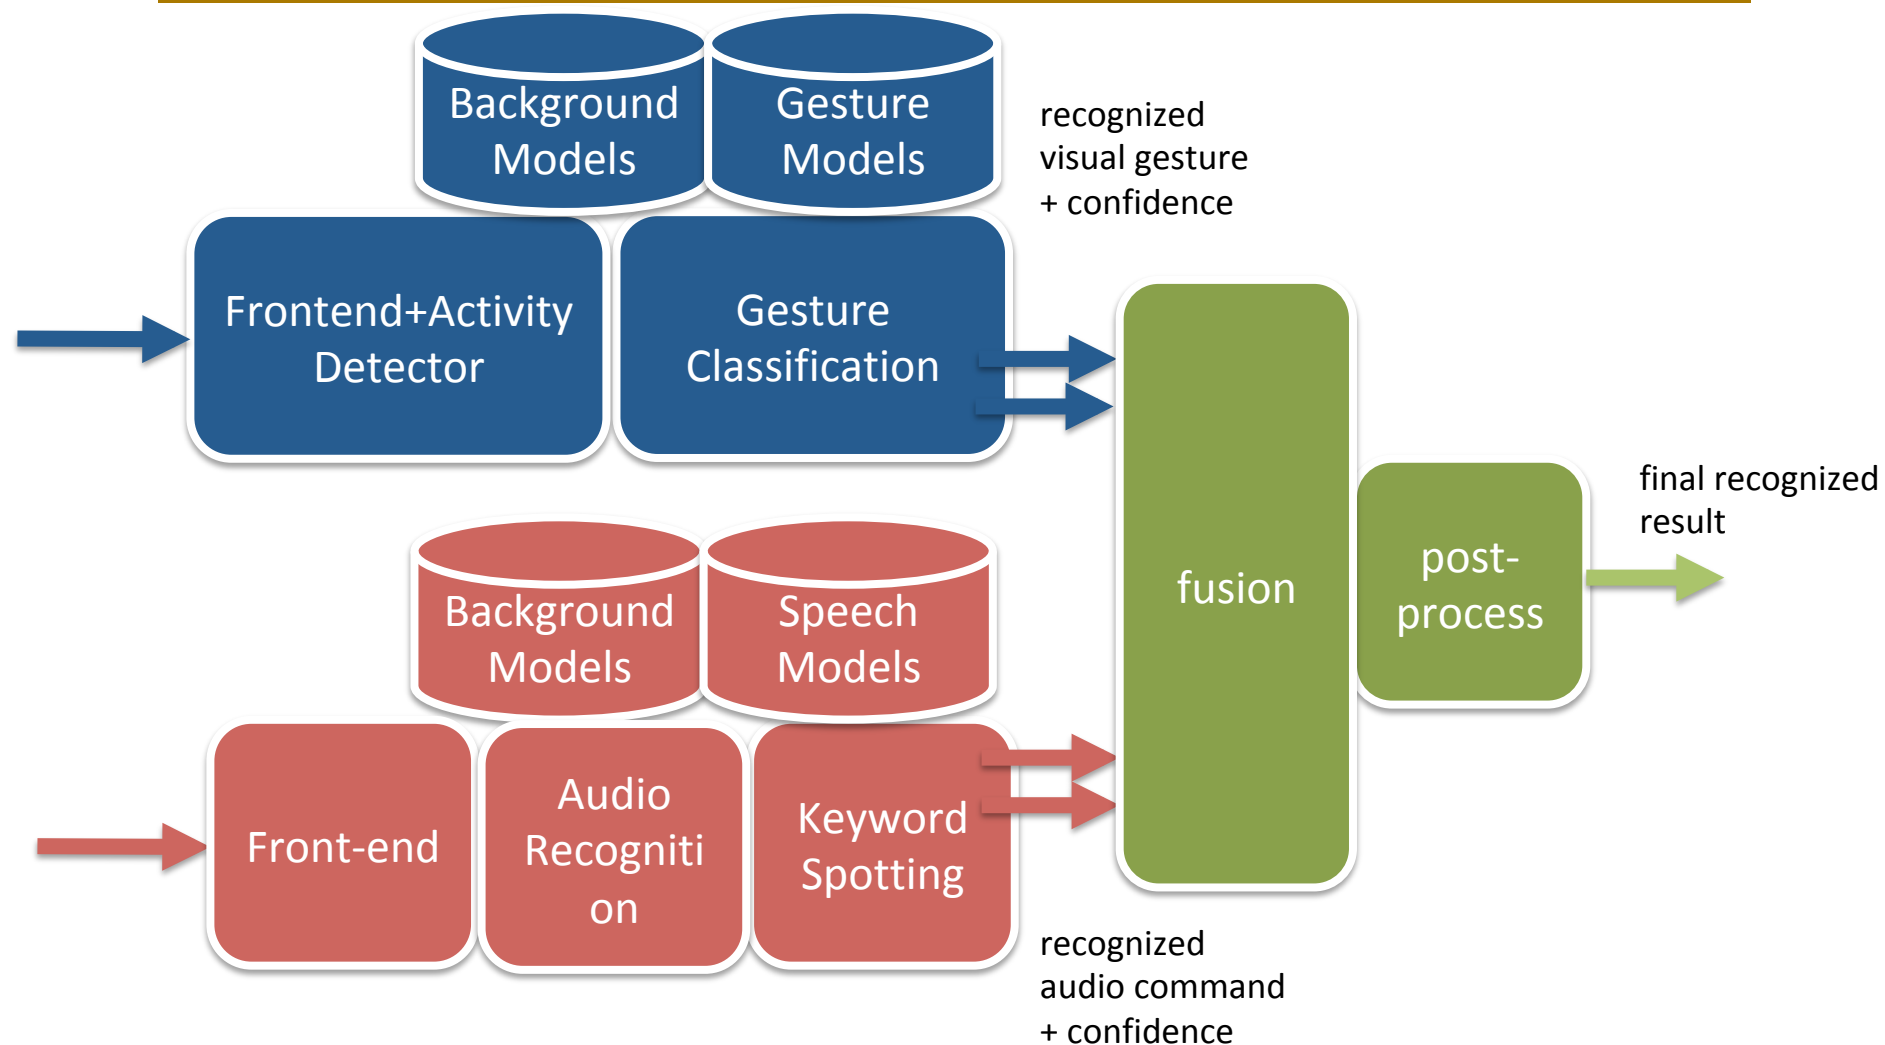 Background
Models
Gesture
Models
recognized
visual gesture
+ confidence
Frontend+Activity
Detector
Gesture
Classification
fusion
post-
process
final recognized
result
Background
Models
Speech
Models
Front-end
Audio
Recogniti
on
Keyword
Spotting
recognized
audio command
+ confidence